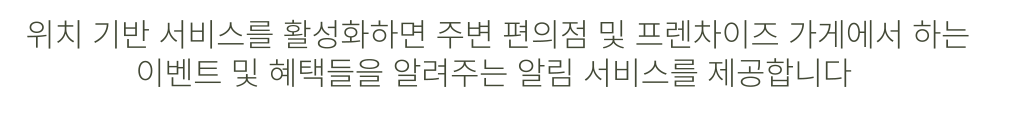 위치 기반 서비스를 활성화하면 주변 편의점 및 프렌차이즈 가게에서 하는
이벤트 및 혜택들을 알려주는 알림 서비스를 제공합니다